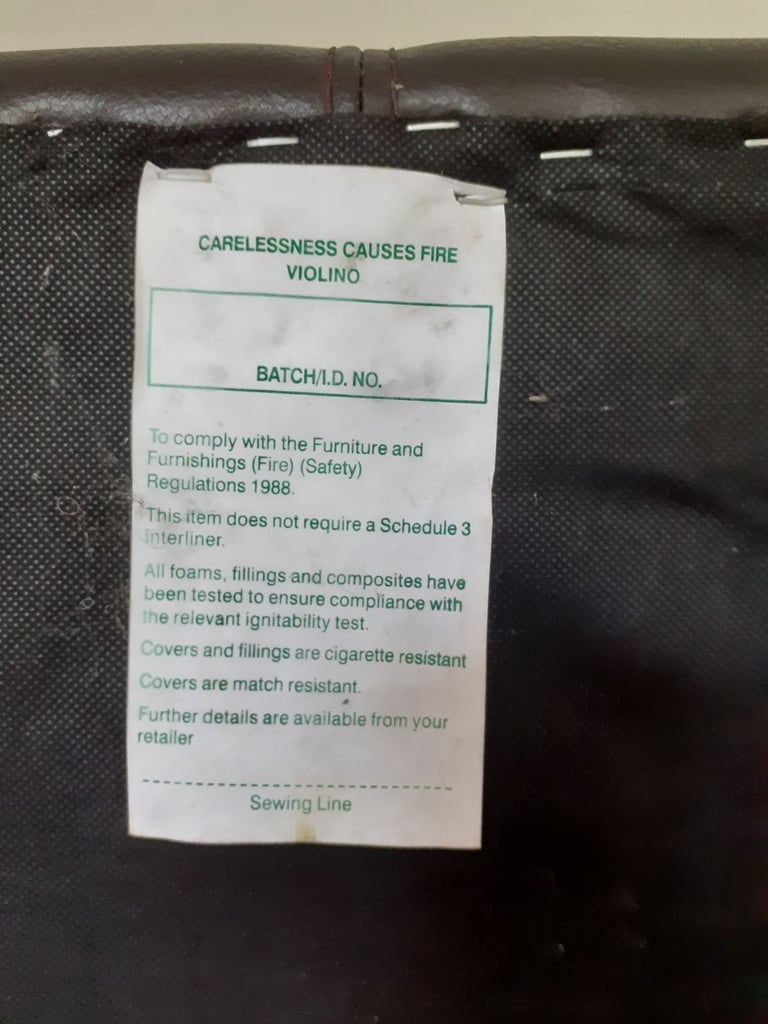 CARELESSNESS CAUSES FIRE
VIOLINO
BATCH/I.D. NO.
To comply with the Furniture and
Furnishings (Fire) (Safety)
Regulations 1988.
This item does not require a Schedule 3
Interliner.
All foams, fillings and composites have
been tested to ensure compliance with
the relevant ignitability test.
Covers and fillings are cigarette resistant
Covers are match resistant.
Further details are available from your
retailer
Sewing Line